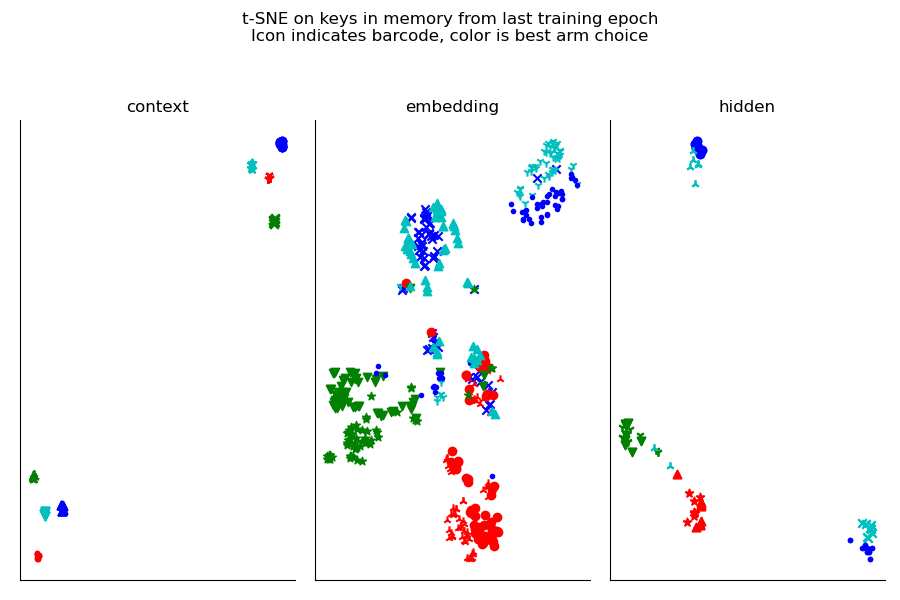 t-SNE on keys in memory from last training epoch
Icon indicates barcode, color is best arm choice
context
embedding
hidden